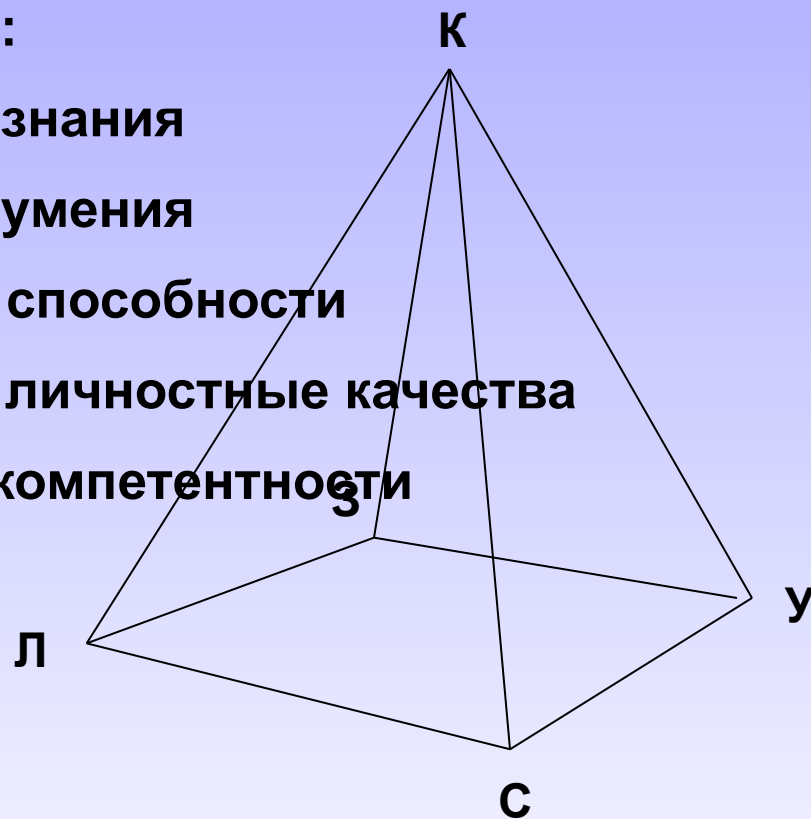 :
К
знания
умения
способности
личностные качества
компетентности
З
У
Л
С